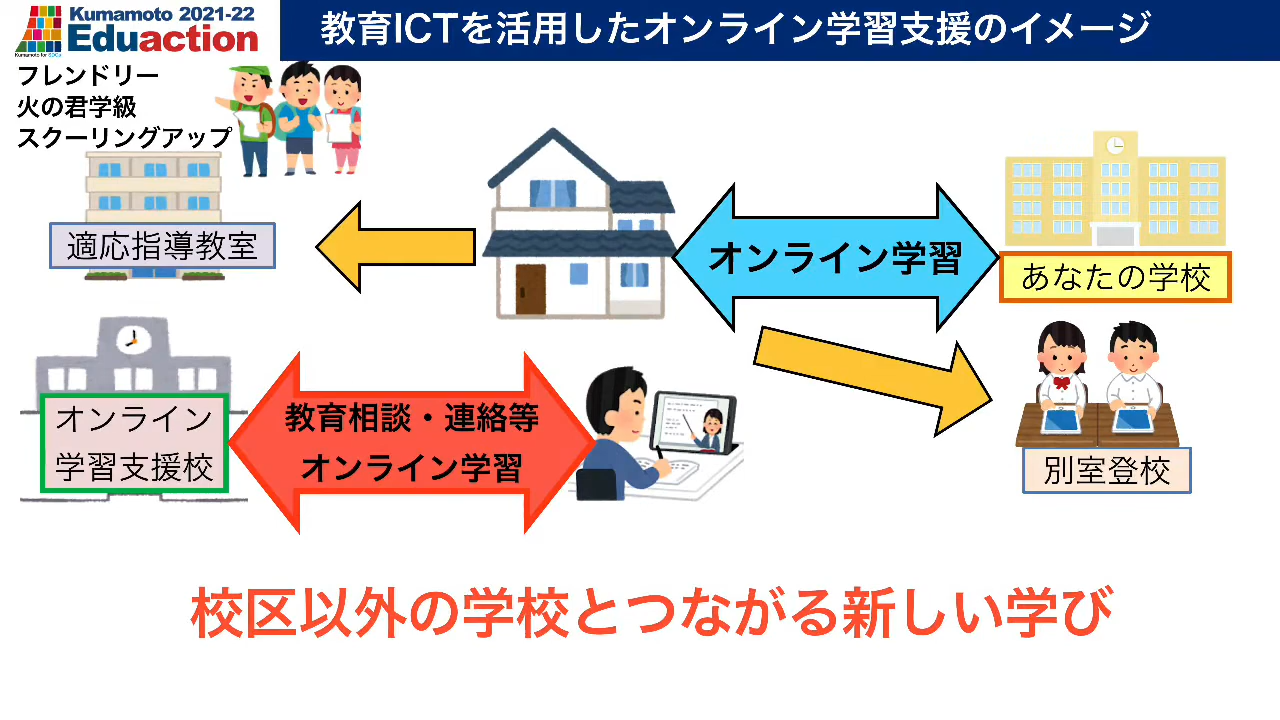 Kumamoto 2021-22
Eduaction
Kumamoto for SDGs
教育ICTを活用したオンライン学習支援のイメージ
フレンドリー
火の君学級
スクーリングアップ
適応指導教室
オンライン学習
あなたの学校
オンライン
学習支援校
教育相談・連絡等
オンライン学習
別室登校
校区以外の学校とつながる新しい学び